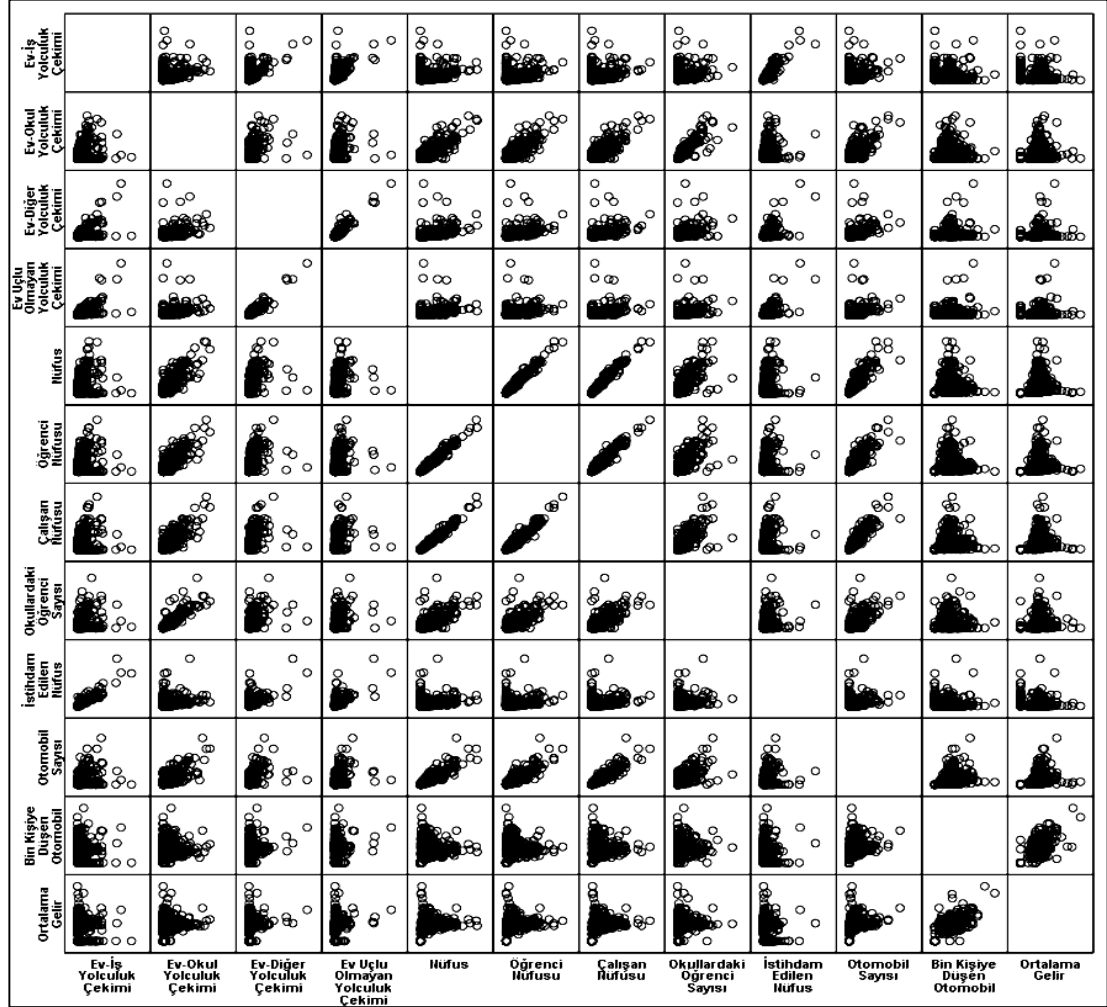 Ev-İş
Yolculuk
Çekimi
Ev-Okul
Yolculuk
Çekimi
Ev-Diğer
Yolculuk
Çekimi
Ev Uçlu
Olmayan
Yolculuk
Çekimi
Nüfus
Öğrenci
Nüfusu
Çalışan
Nüfusu
Okullardaki
Öğrenci
Sayısı
İstihdam
Edilen
Nüfus
Otomobil
Sayısı
Bin Kişiye
Düşen
Otomobil
Ortalama
Gelir
Ev-İş
Yolculuk
Çekimi
Ev-Okul
Yolculuk
Çekimi
Ev-Diğer
Yolculuk
Çekimi
Ev Uçlu
Olmayan
Yolculuk
Çekimi
Nüfus
Öğrenci
Nüfusu
Çalışan
Nüfusu
Okullardaki
Öğrenci
Sayısı
İstihdam
Edilen
Nüfus
Otomobil
Sayısı
Bin Kişiye
Düşen
Otomobil
Ortalama
Gelir